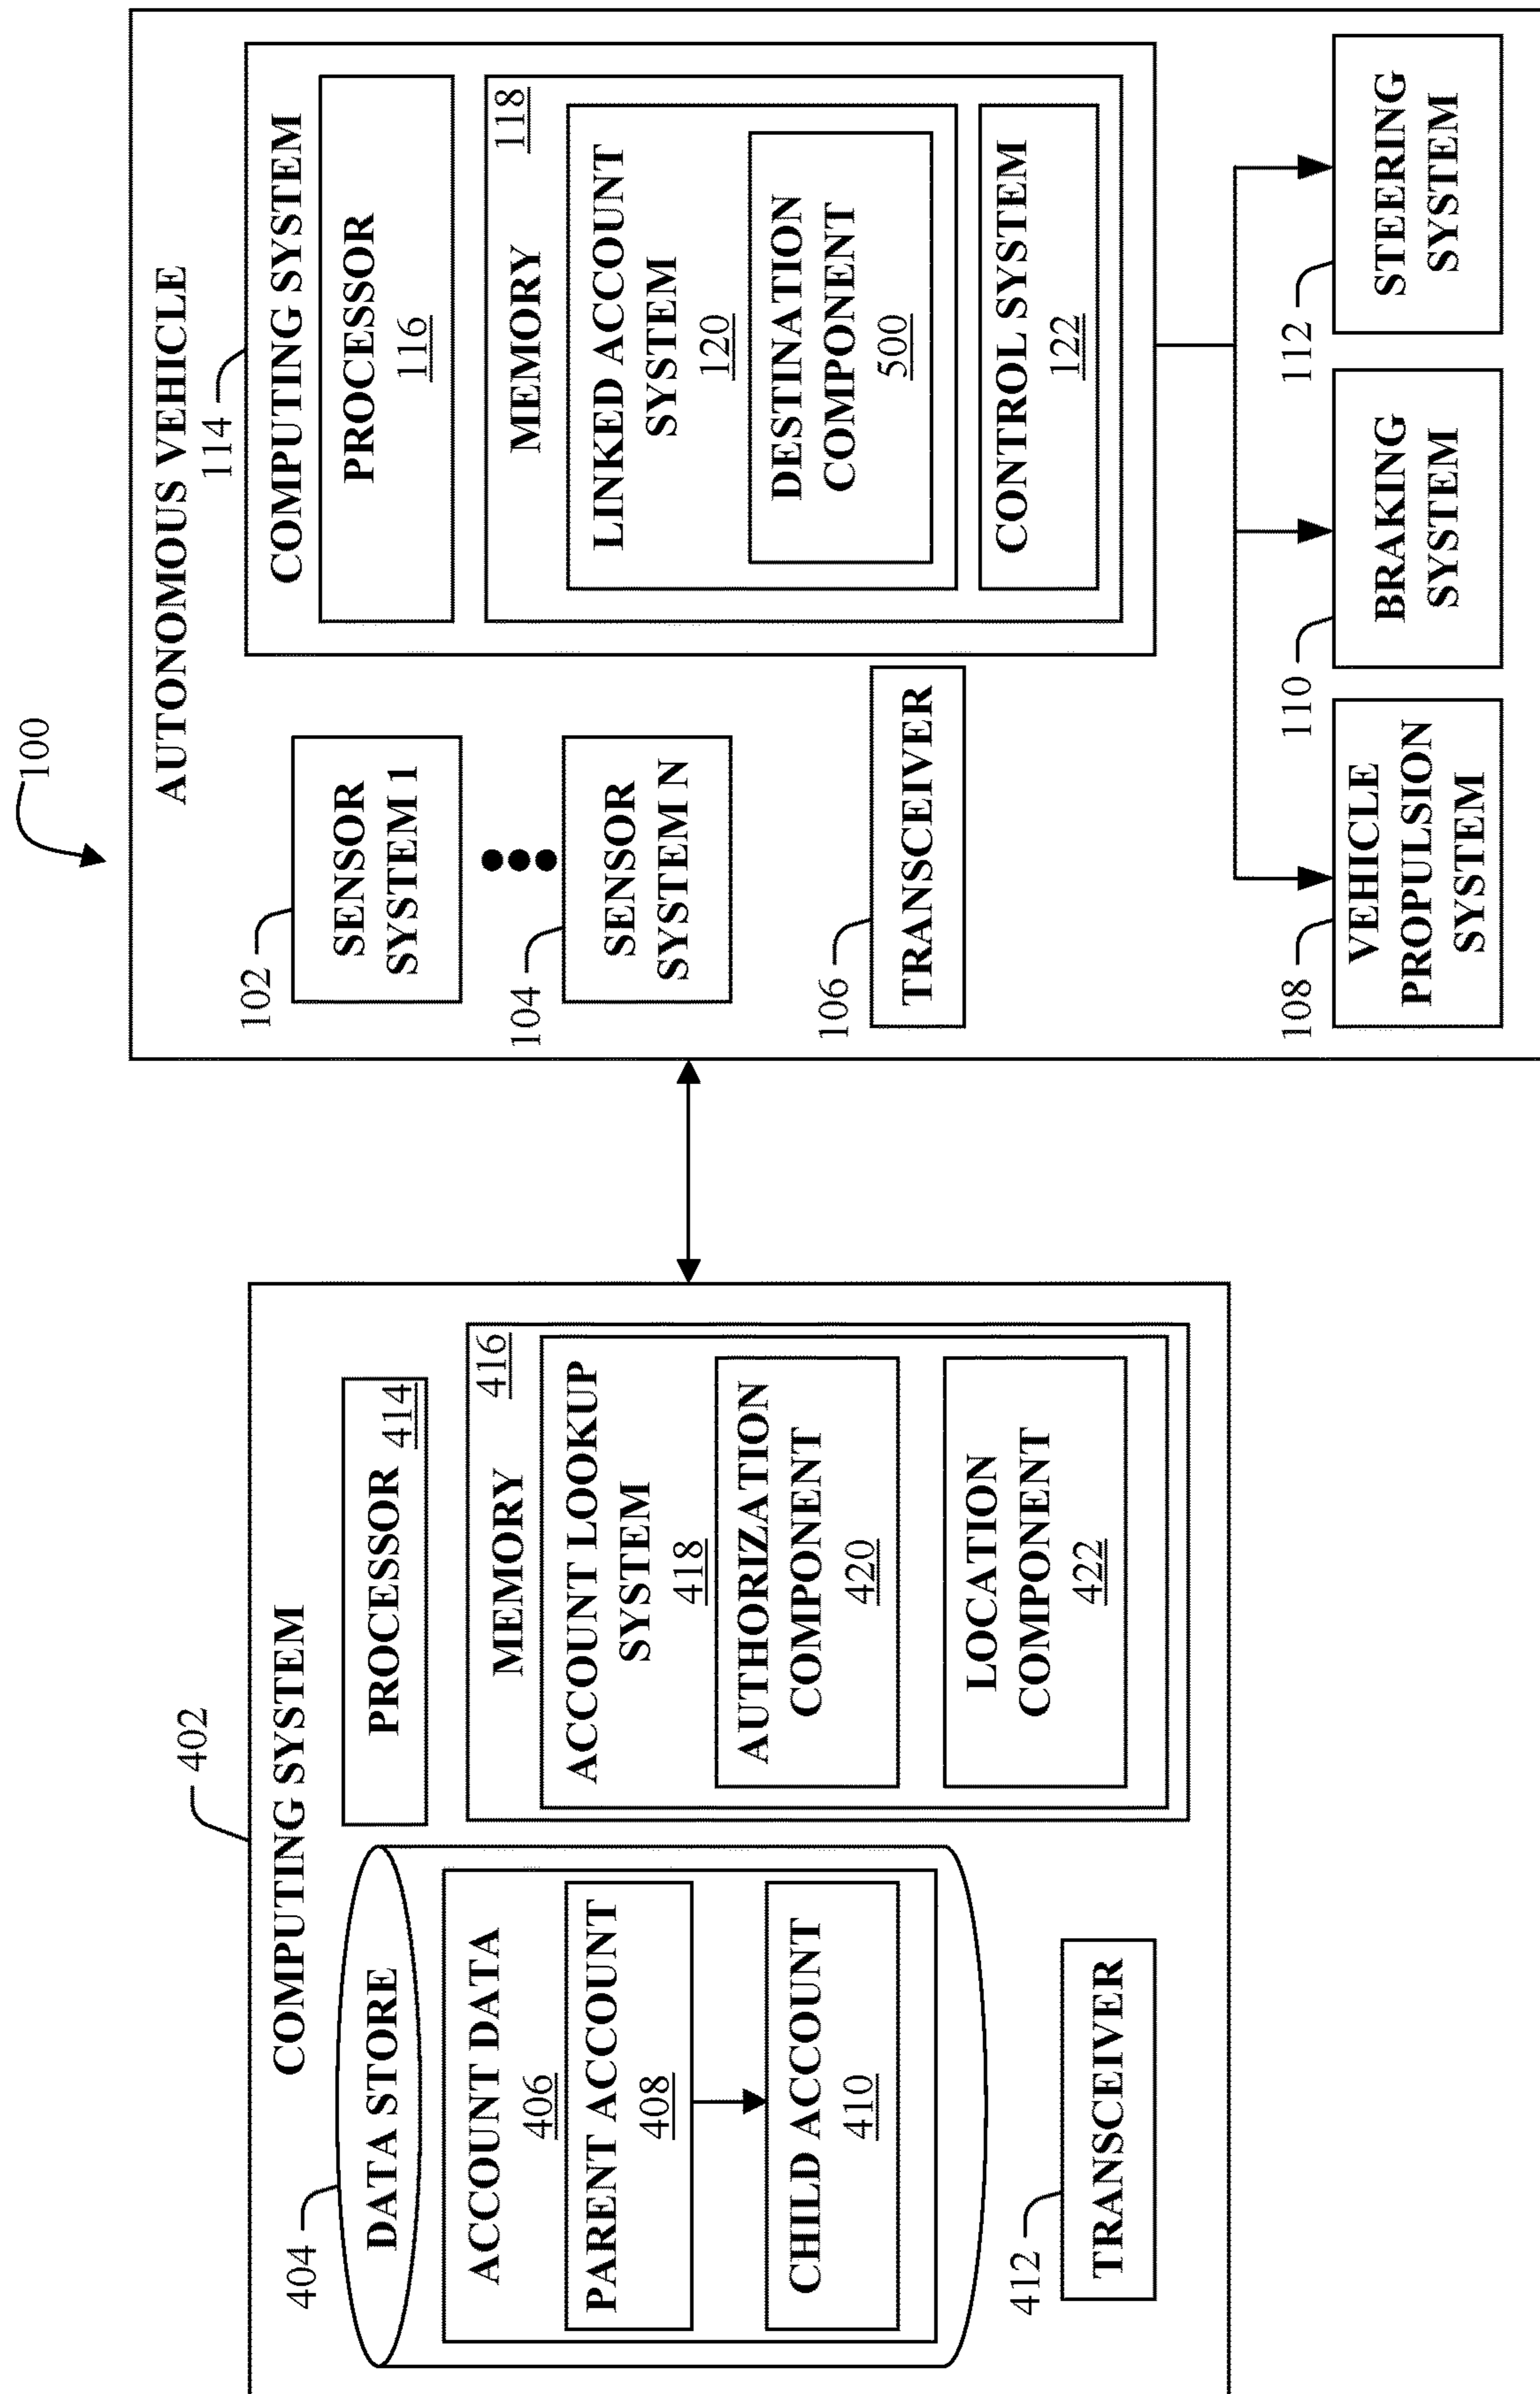 402
COMPUTING SYSTEM
404
DATA STORE
ACCOUNT DATA
406
PARENT ACCOUNT
408
CHILD ACCOUNT
410
412
TRANSCEIVER
PROCESSOR 414
MEMORY 416
ACCOUNT LOOKUP
SYSTEM
418
AUTHORIZATION
COMPONENT
420
LOCATION
COMPONENT
422
100
AUTONOMOUS VEHICLE
102
SENSOR
SYSTEM 1
104
SENSOR
SYSTEM N
106
TRANSCEIVER
114
COMPUTING SYSTEM
PROCESSOR
116
MEMORY 118
LINKED ACCOUNT
SYSTEM
120
DESTINATION
COMPONENT
500
CONTROL SYSTEM
122
108
VEHICLE
PROPULSION
SYSTEM
110
BRAKING
SYSTEM
112
STEERING
SYSTEM